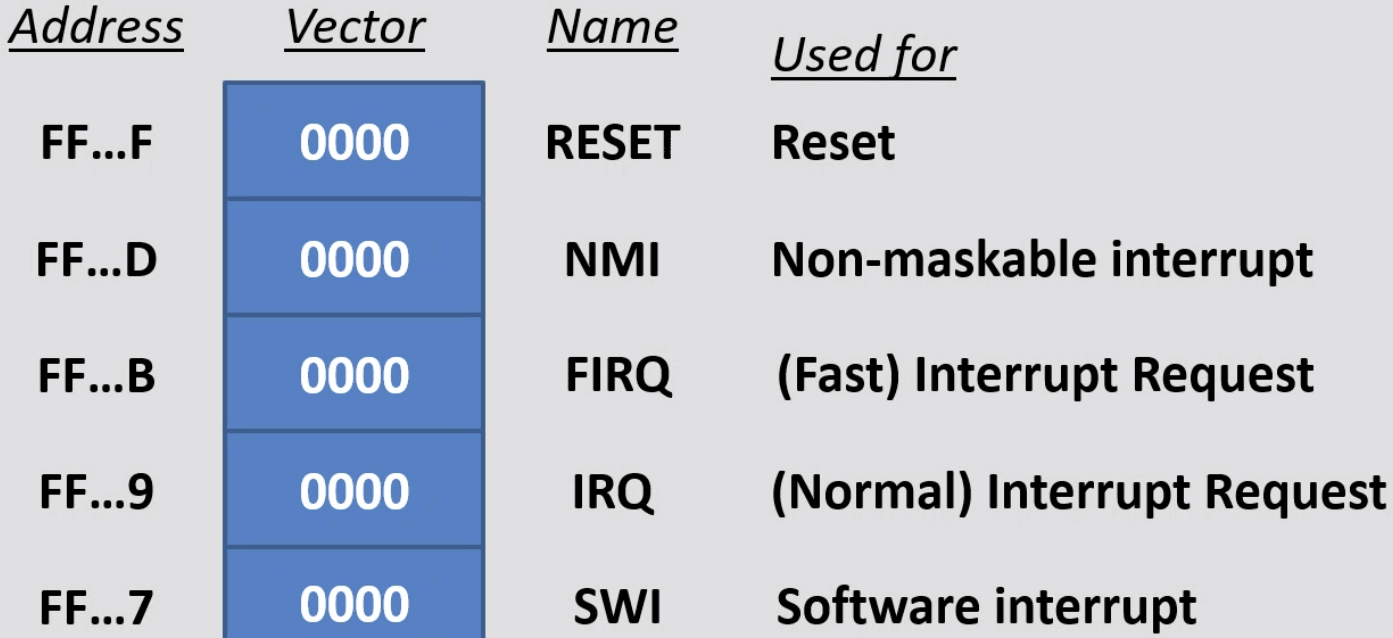 Address Vector Name Used for
FF...F 0000 RESET Reset
FF...D 0000 NMI Non-maskable interrupt
FF...B 0000 FIRQ (Fast) Interrupt Request
FF...9 0000 IRQ (Normal) Interrupt Request
FF...7 0000 SWI Software interrupt